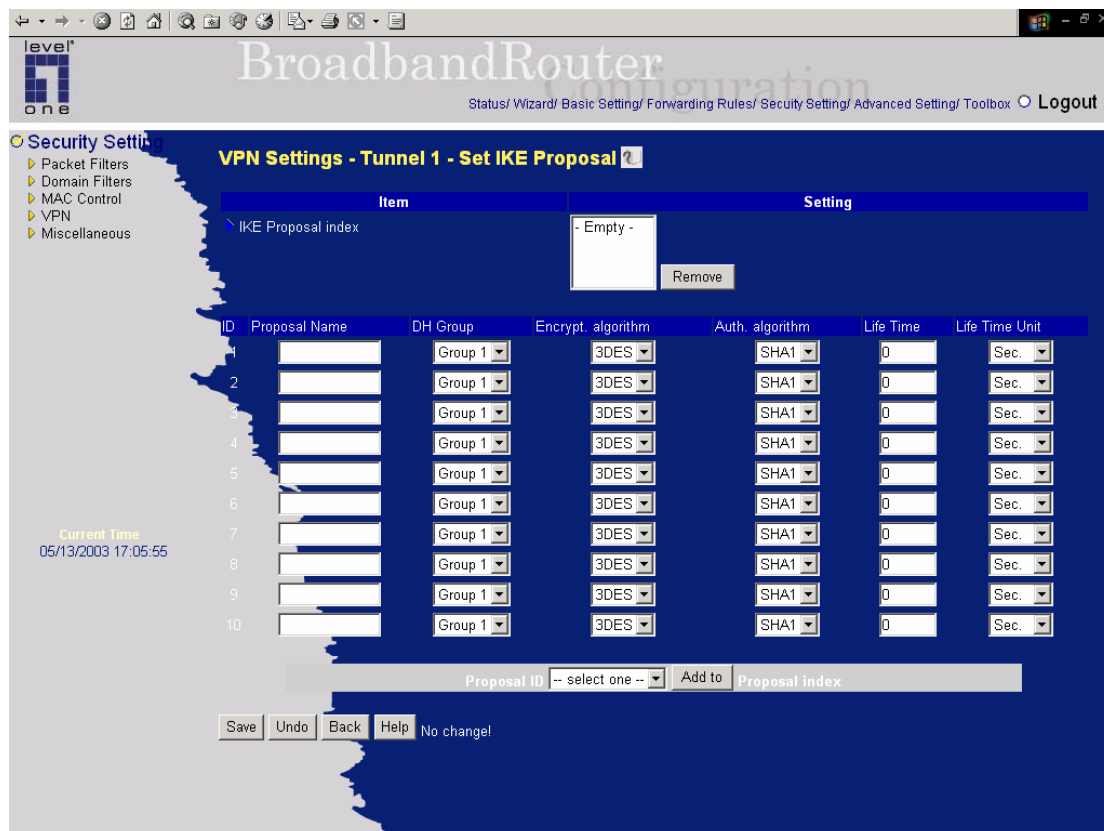 level
one
BroadbandRouter
Configuration
Status/ Wizard/ Basic Setting/ Forwarding Rules/ Secuity Setting/ Advanced Setting/ Toolbox Logout
Security Setting
Packet Filters
Domain Filters
MAC Control
VPN
Miscellaneous
Current Time
05/13/2003 17:05:55
VPN Settings - Tunnel 1 - Set IKE Proposal
Item Setting
IKE Proposal index - Empty - Remove
ID Proposal Name DH Group Encrypt. algorithm Auth. algorithm Life Time Life Time Unit
1 Group 1 3DES SHA1 0 Sec.
2 Group 1 3DES SHA1 0 Sec.
3 Group 1 3DES SHA1 0 Sec.
4 Group 1 3DES SHA1 0 Sec.
5 Group 1 3DES SHA1 0 Sec.
6 Group 1 3DES SHA1 0 Sec.
7 Group 1 3DES SHA1 0 Sec.
8 Group 1 3DES SHA1 0 Sec.
9 Group 1 3DES SHA1 0 Sec.
10 Group 1 3DES SHA1 0 Sec.
Proposal ID -- select one -- Add to Proposal index
Save Undo Back Help No change!